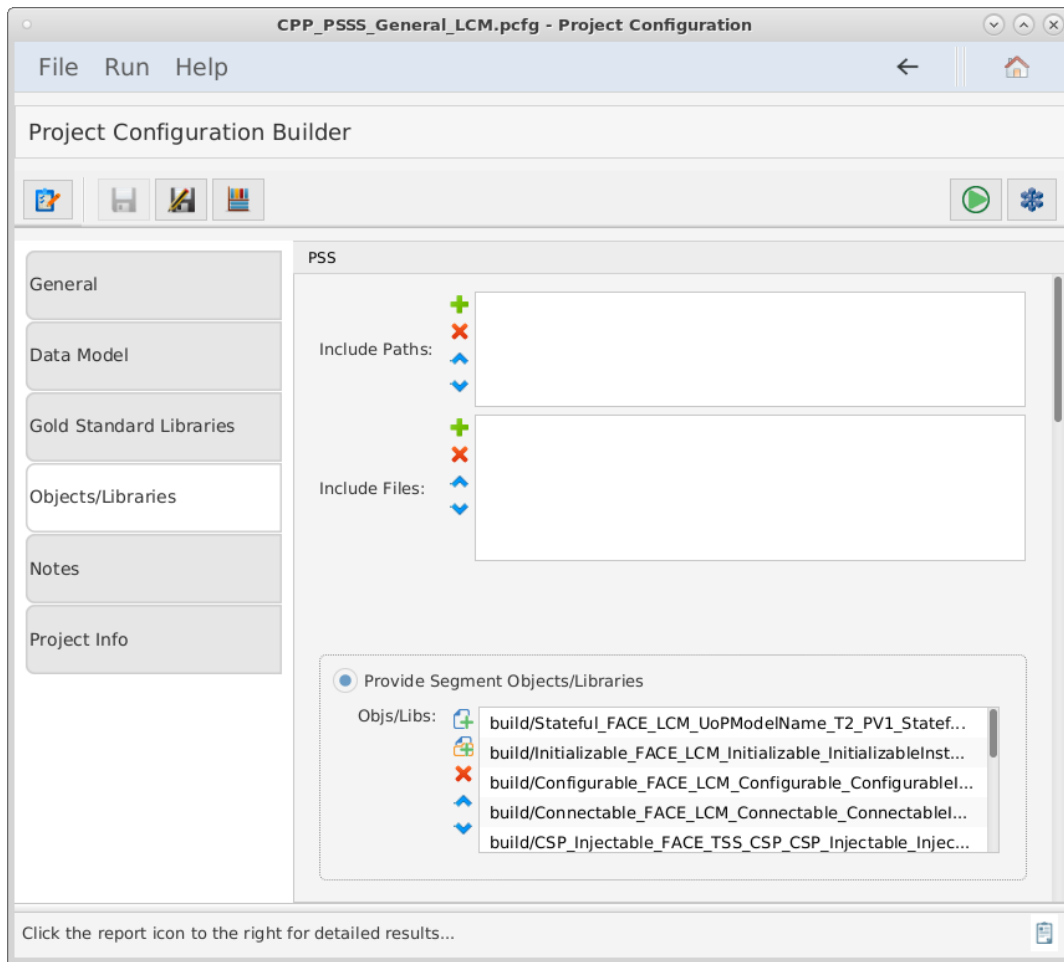 CPP_PSSS_General_LCM.pcfg - Project Configuration
File Run Help
Project Configuration Builder
PSS
General
Data Model
Gold Standard Libraries
Objects/Libraries
Notes
Project Info
Include Paths:
Include Files:
Provide Segment Objects/Libraries
Objs/Libs:
build/Stateful_FACE_LCM_UoPModelName_T2_PV1_Statef...
build/Initializable_FACE_LCM_Initializable_InitializableInst...
build/Configurable_FACE_LCM_Configurable_ConfigurableI...
build/Connectable_FACE_LCM_Connectable_ConnectableI...
build/CSP_Injectable_FACE_TSS_CSP_CSP_Injectable_Injec...
Click the report icon to the right for detailed results...